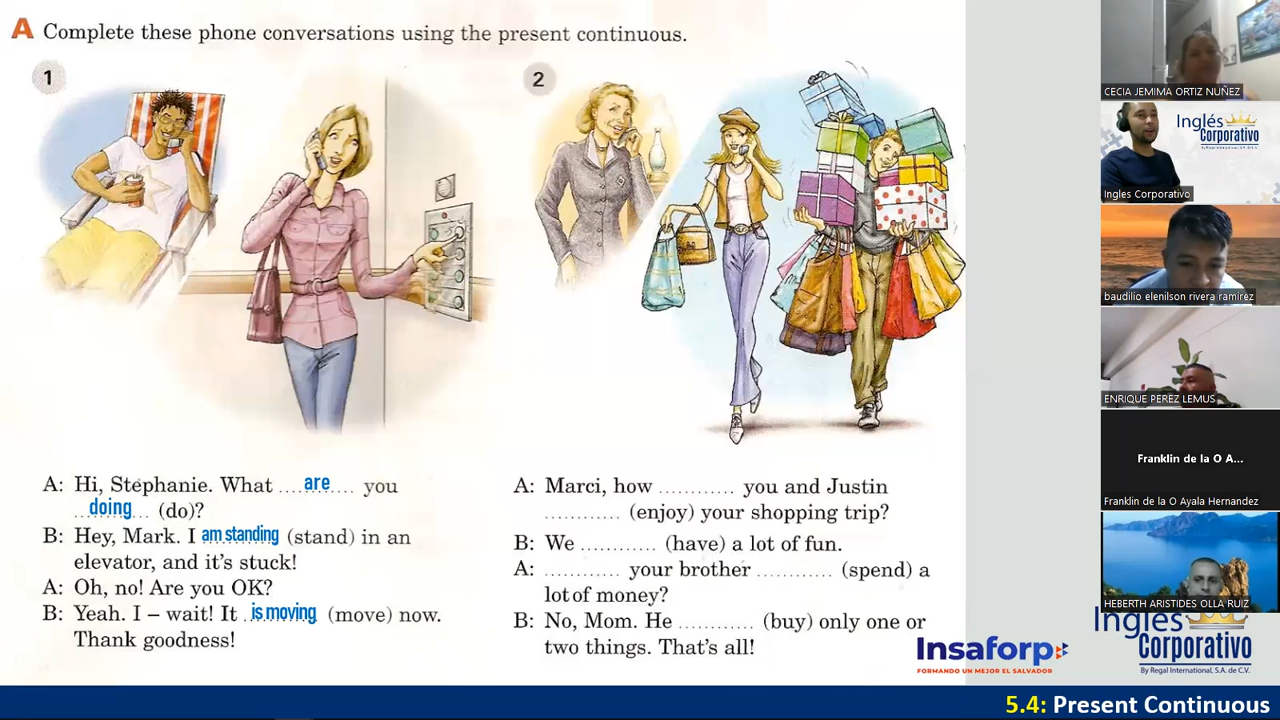 A Complete these phone conversations using the present continuous.
1
A: Hi, Stephanie. What ....are.... you
...doing... (do)?
B: Hey, Mark. I am standing (stand) in an
elevator, and it's stuck!
A: Oh, no! Are you OK?
B: Yeah. I – wait! It ..is moving.. (move) now.
Thank goodness!
2
A: Marci, how ............ you and Justin
............ (enjoy) your shopping trip?
B: We ............ (have) a lot of fun.
A: ............ your brother ............ (spend) a
lot of money?
B: No, Mom. He ............ (buy) only one or
two things. That's all!
CECIA JEMIMA ORTIZ NUÑEZ
Inglés
Corporativo
By Regal International, S.A. de C.V.
Ingles Corporativo
baudilio elenilson rivera ramirez
ENRIQUE PEREZ LEMUS
Franklin de la O A...
Franklin de la O Ayala Hernandez
HEBERTH ARISTIDES OLLA RUIZ
Insaforp
FORMANDO UN MEJOR EL SALVADOR
Inglés
Corporativo
By Regal International, S.A. de C.V.
5.4: Present Continuous